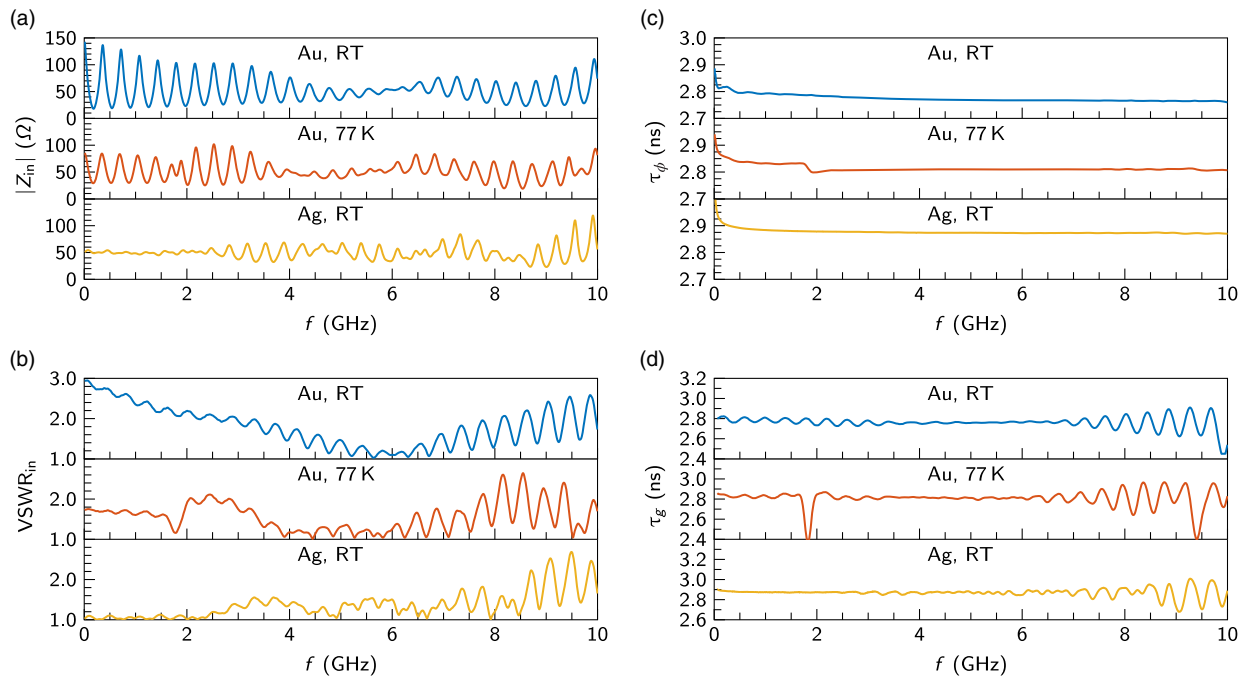 (a)
150
Au, RT
100
50
0
Au, 77 K
100
50
0
Ag, RT
100
50
0
|Z_in| (Ω)
0 2 4 6 8 10
f (GHz)
(b)
3.0
Au, RT
2.0
1.0
Au, 77 K
2.0
1.0
Ag, RT
2.0
1.0
VSWR_in
0 2 4 6 8 10
f (GHz)
(c)
3.0
Au, RT
2.9
2.8
2.7
Au, 77 K
2.9
2.8
2.7
Ag, RT
2.9
2.7
τ_ϕ (ns)
0 2 4 6 8 10
f (GHz)
(d)
3.2
Au, RT
3.0
2.8
2.6
2.4
Au, 77 K
3.0
2.8
2.6
2.4
Ag, RT
3.0
2.8
2.6
τ_g (ns)
0 2 4 6 8 10
f (GHz)